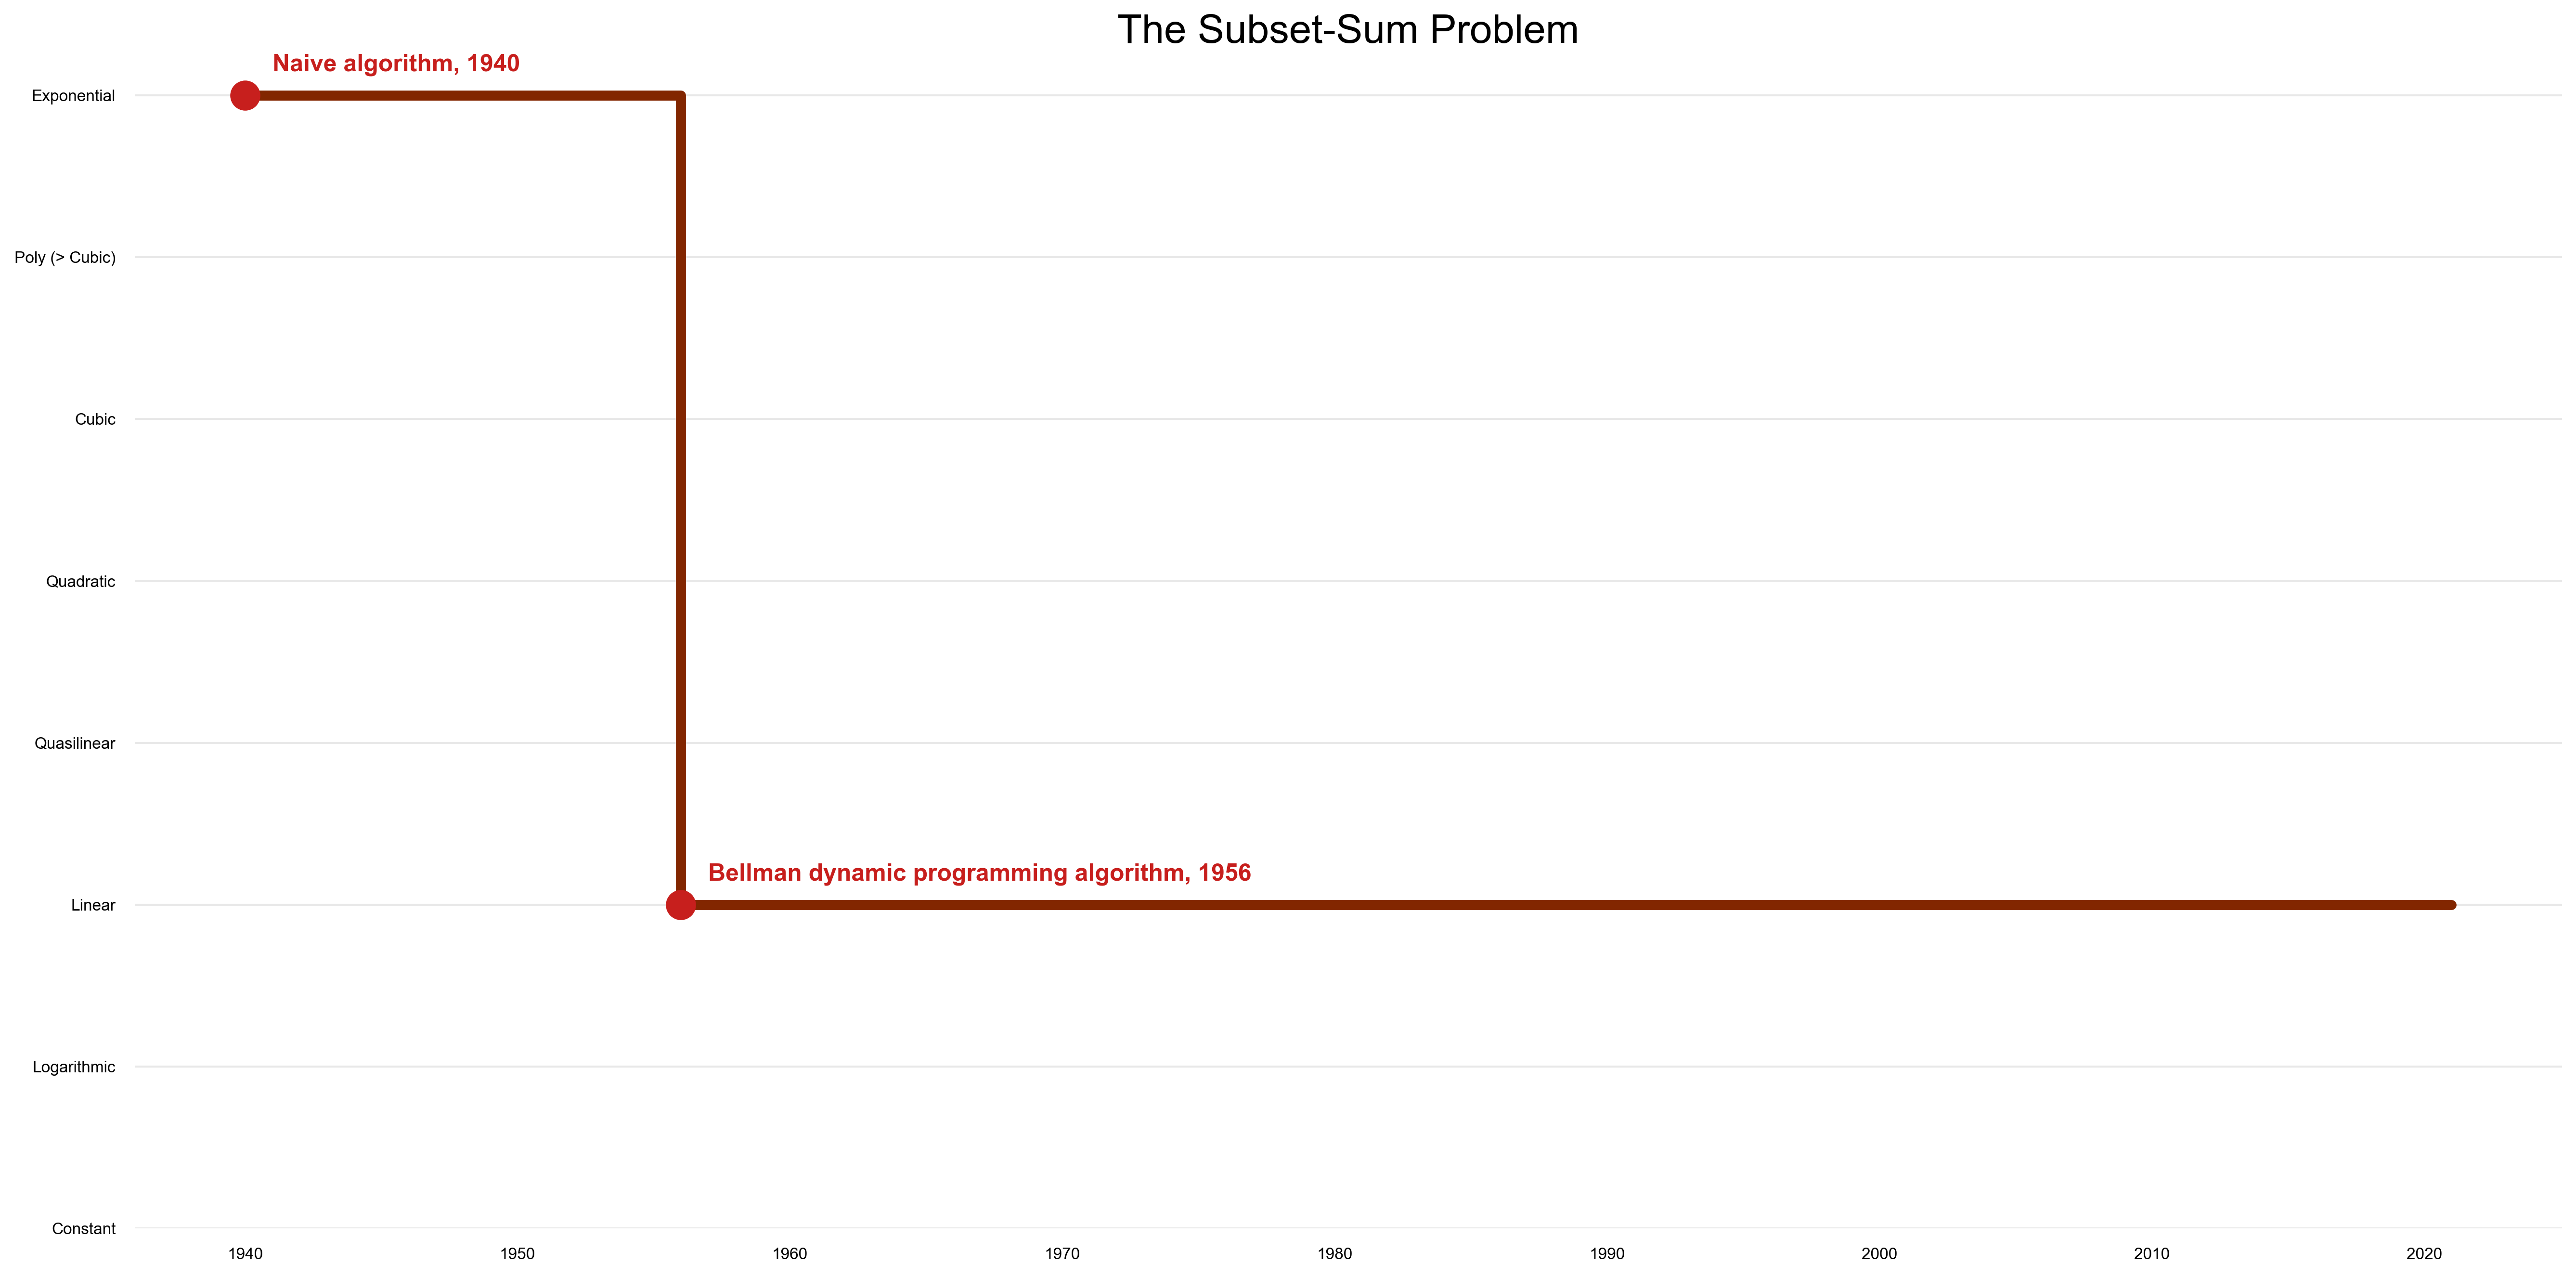 The Subset-Sum Problem
Naive algorithm, 1940
Exponential
Poly (> Cubic)
Cubic
Quadratic
Quasilinear
Bellman dynamic programming algorithm, 1956
Linear
Logarithmic
Constant
1940 1950 1960 1970 1980 1990 2000 2010 2020